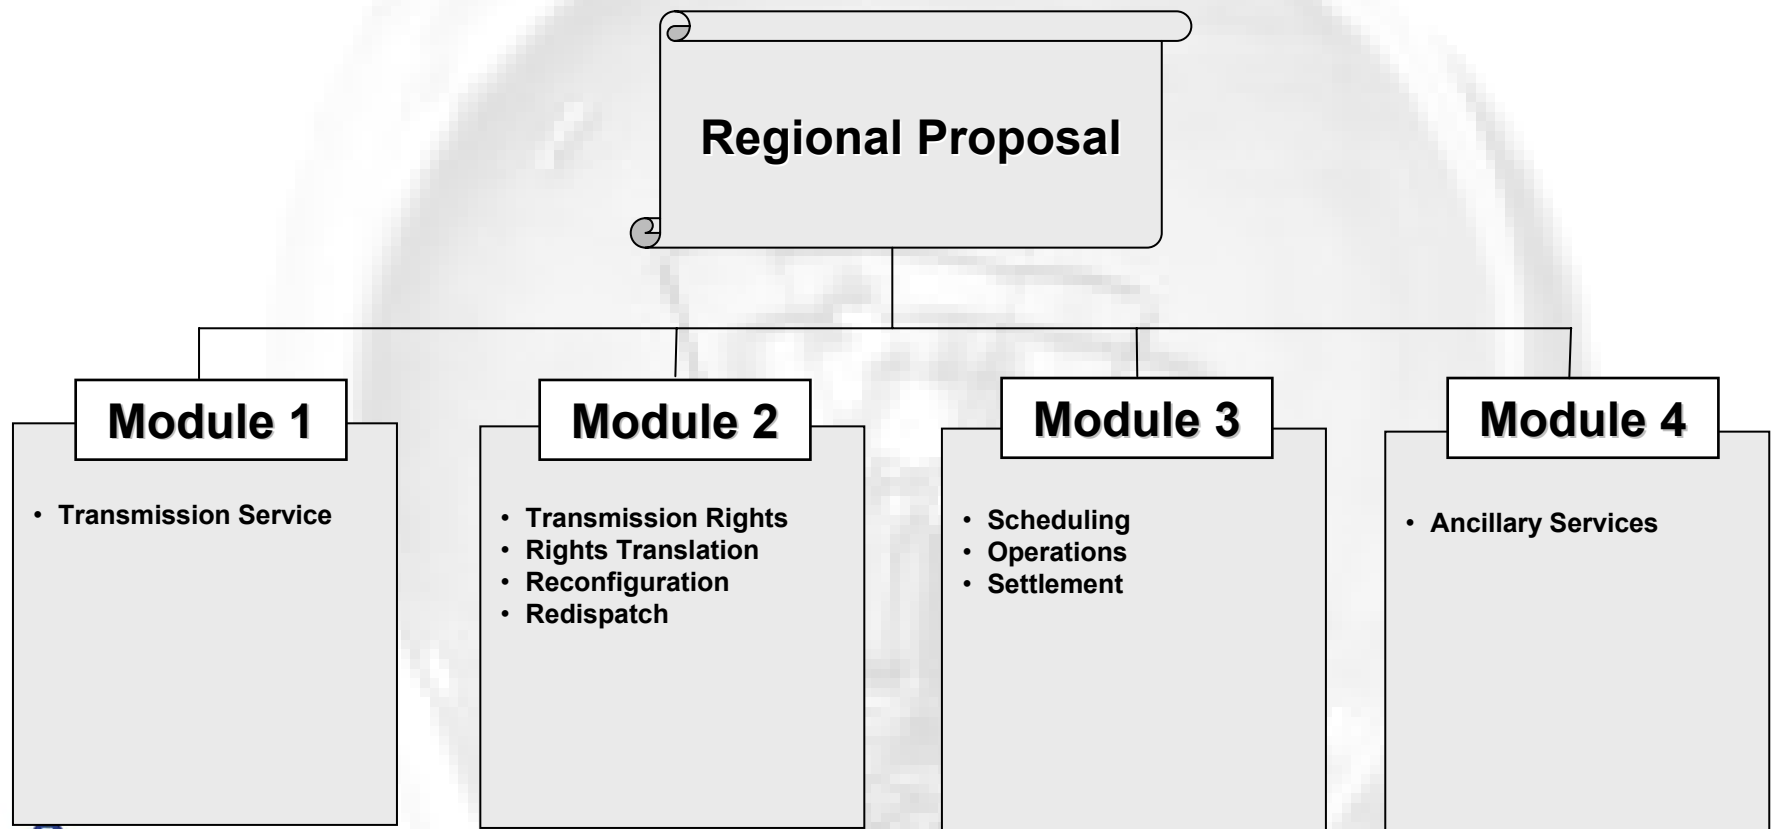 Regional Proposal
Module 1
• Transmission Service
Module 2
• Transmission Rights
• Rights Translation
• Reconfiguration
• Redispatch
Module 3
• Scheduling
• Operations
• Settlement
Module 4
• Ancillary Services